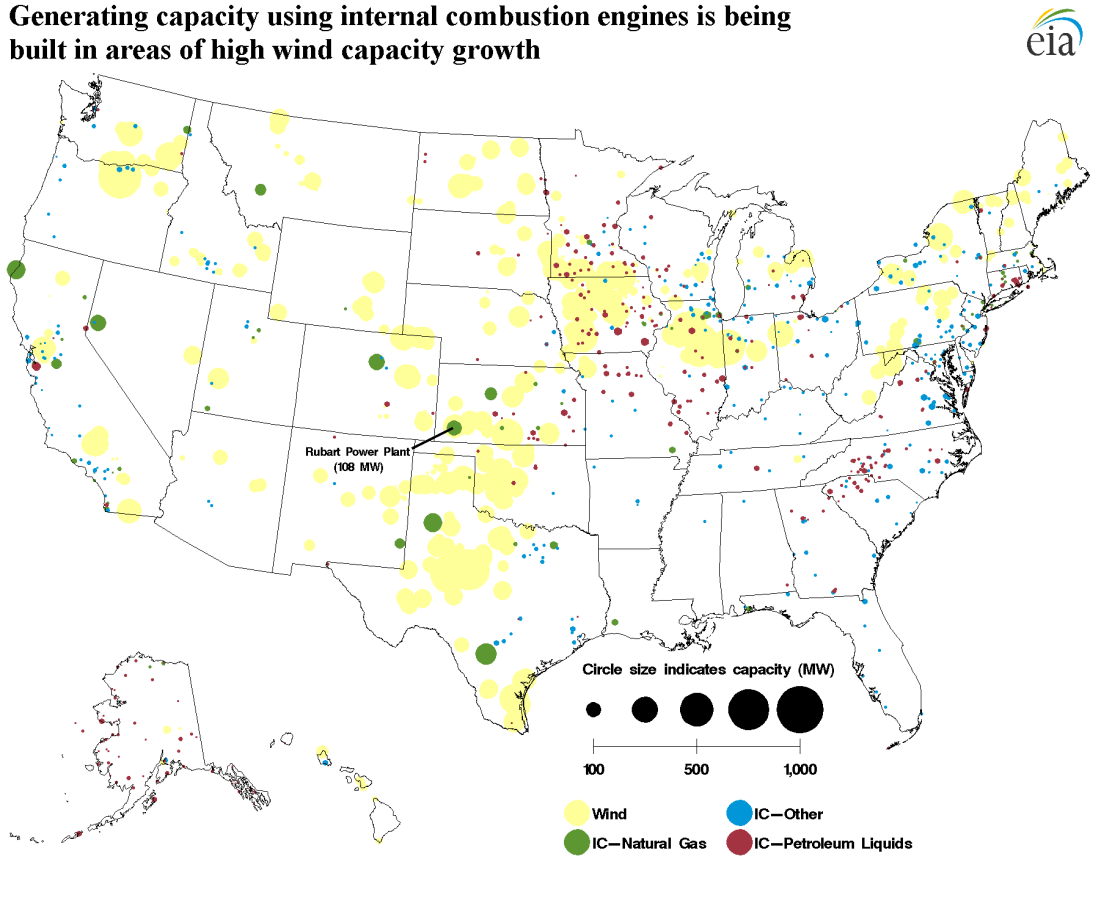 Generating capacity using internal combustion engines is being
built in areas of high wind capacity growth
eia
Rubart Power Plant
(108 MW)
Circle size indicates capacity (MW)
100 500 1,000
Wind IC–Other
IC–Natural Gas IC–Petroleum Liquids